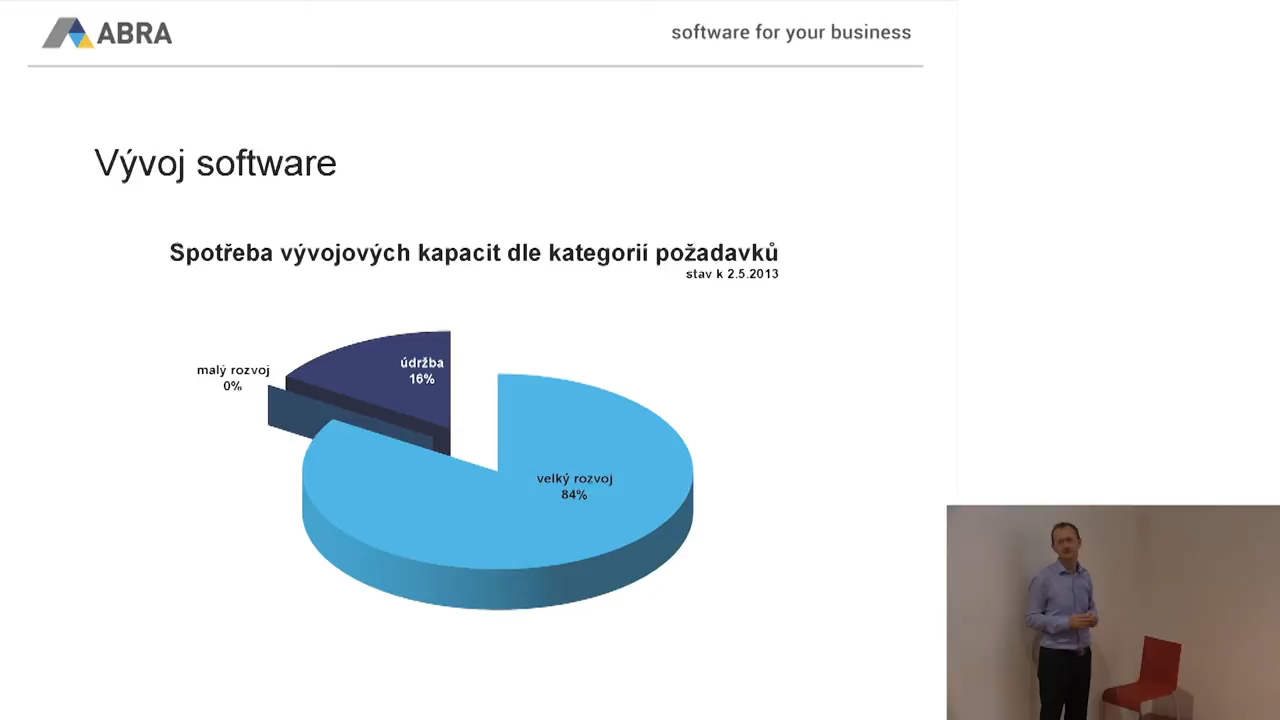 ABRA
software for your business
Vývoj software
Spotřeba vývojových kapacit dle kategorií požadavků
stav k 2.5.2013
malý rozvoj
0%
údržba
16%
velký rozvoj
84%